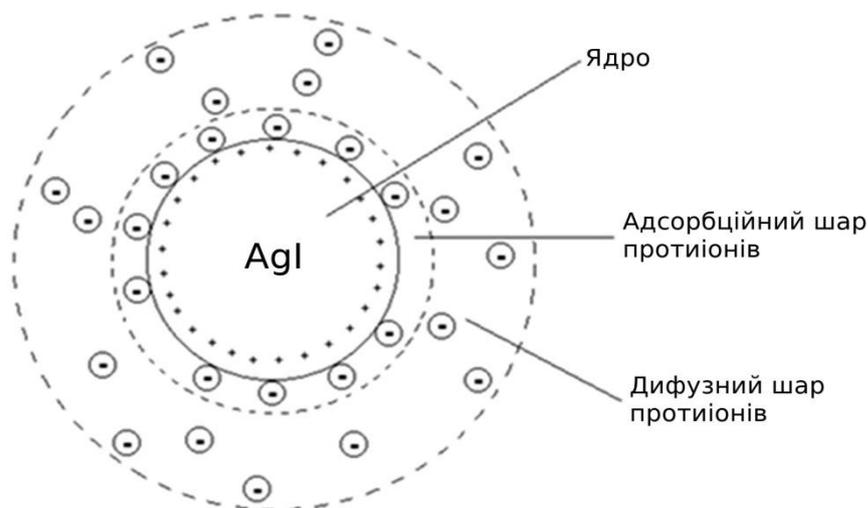 Ядро
Адсорбційний шар
протиіонів
AgI
Дифузний шар
протиіонів